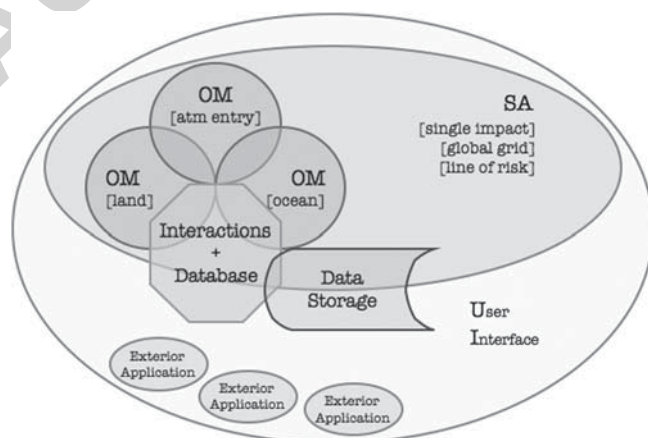 OM
[atm entry]
SA
[single impact]
[global grid]
[line of risk]
OM
[land]
OM
[ocean]
Interactions
+
Database
Data
Storage
User
Interface
Exterior
Application
Exterior
Application
Exterior
Application